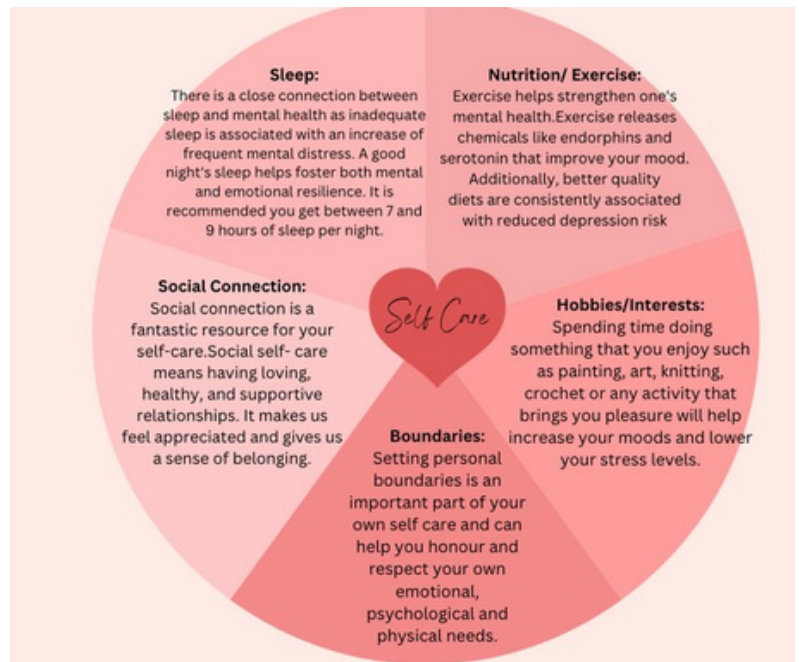 Sleep:
There is a close connection between
sleep and mental health as inadequate
sleep is associated with an increase of
frequent mental distress. A good
night's sleep helps foster both mental
and emotional resilience. It is
recommended you get between 7 and
9 hours of sleep per night.
Nutrition/ Exercise:
Exercise helps strengthen one's
mental health.Exercise releases
chemicals like endorphins and
serotonin that improve your mood.
Additionally, better quality
diets are consistently associated
with reduced depression risk
Social Connection:
Social connection is a
fantastic resource for your
self-care.Social self- care
means having loving,
healthy, and supportive
relationships. It makes us
feel appreciated and gives us
a sense of belonging.
Self Care
Hobbies/Interests:
Spending time doing
something that you enjoy such
as painting, art, knitting,
crochet or any activity that
brings you pleasure will help
increase your moods and lower
your stress levels.
Boundaries:
Setting personal
boundaries is an
important part of your
own self care and can
help you honour and
respect your own
emotional,
psychological and
physical needs.